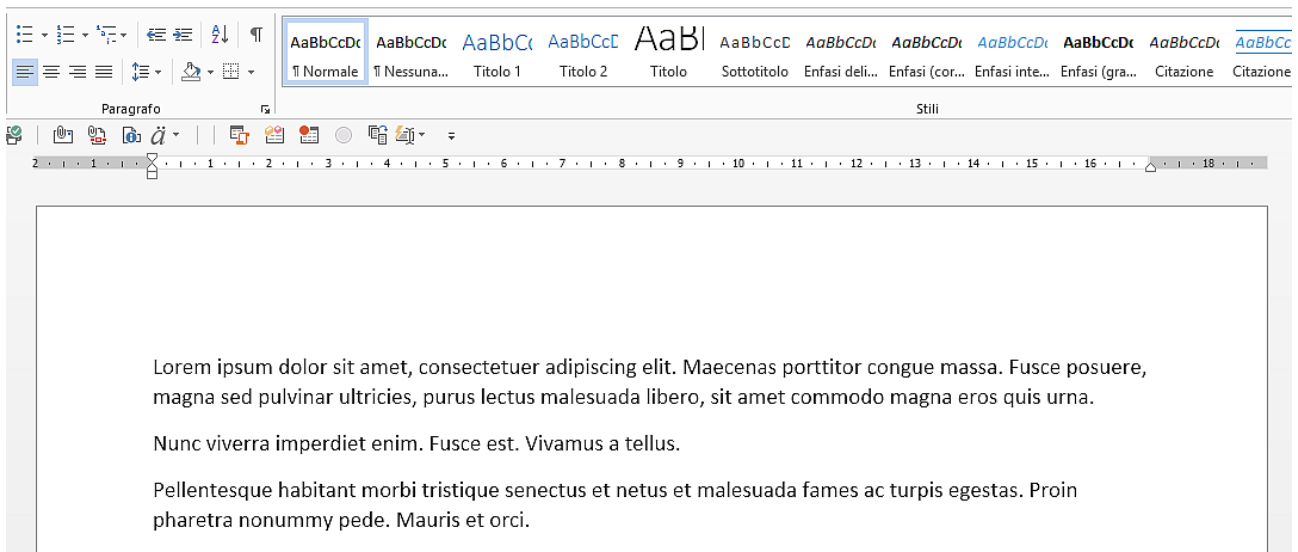 AaBbCcDc AaBbCcDc AaBbCc AaBbCcD AaBl AaBbCcD AaBbCcDc AaBbCcDc AaBbCcDc AaBbCcDc AaBbCcDc AaBbCc
¶ Normale ¶ Nessuna... Titolo 1 Titolo 2 Titolo Sottotitolo Enfasi deli... Enfasi (cor... Enfasi inte... Enfasi (gra... Citazione Citazione
Paragrafo Stili
2 1 1 2 3 4 5 6 7 8 9 10 11 12 13 14 15 16 18
Lorem ipsum dolor sit amet, consectetuer adipiscing elit. Maecenas porttitor congue massa. Fusce posuere,
magna sed pulvinar ultricies, purus lectus malesuada libero, sit amet commodo magna eros quis urna.
Nunc viverra imperdiet enim. Fusce est. Vivamus a tellus.
Pellentesque habitant morbi tristique senectus et netus et malesuada fames ac turpis egestas. Proin
pharetra nonummy pede. Mauris et orci.